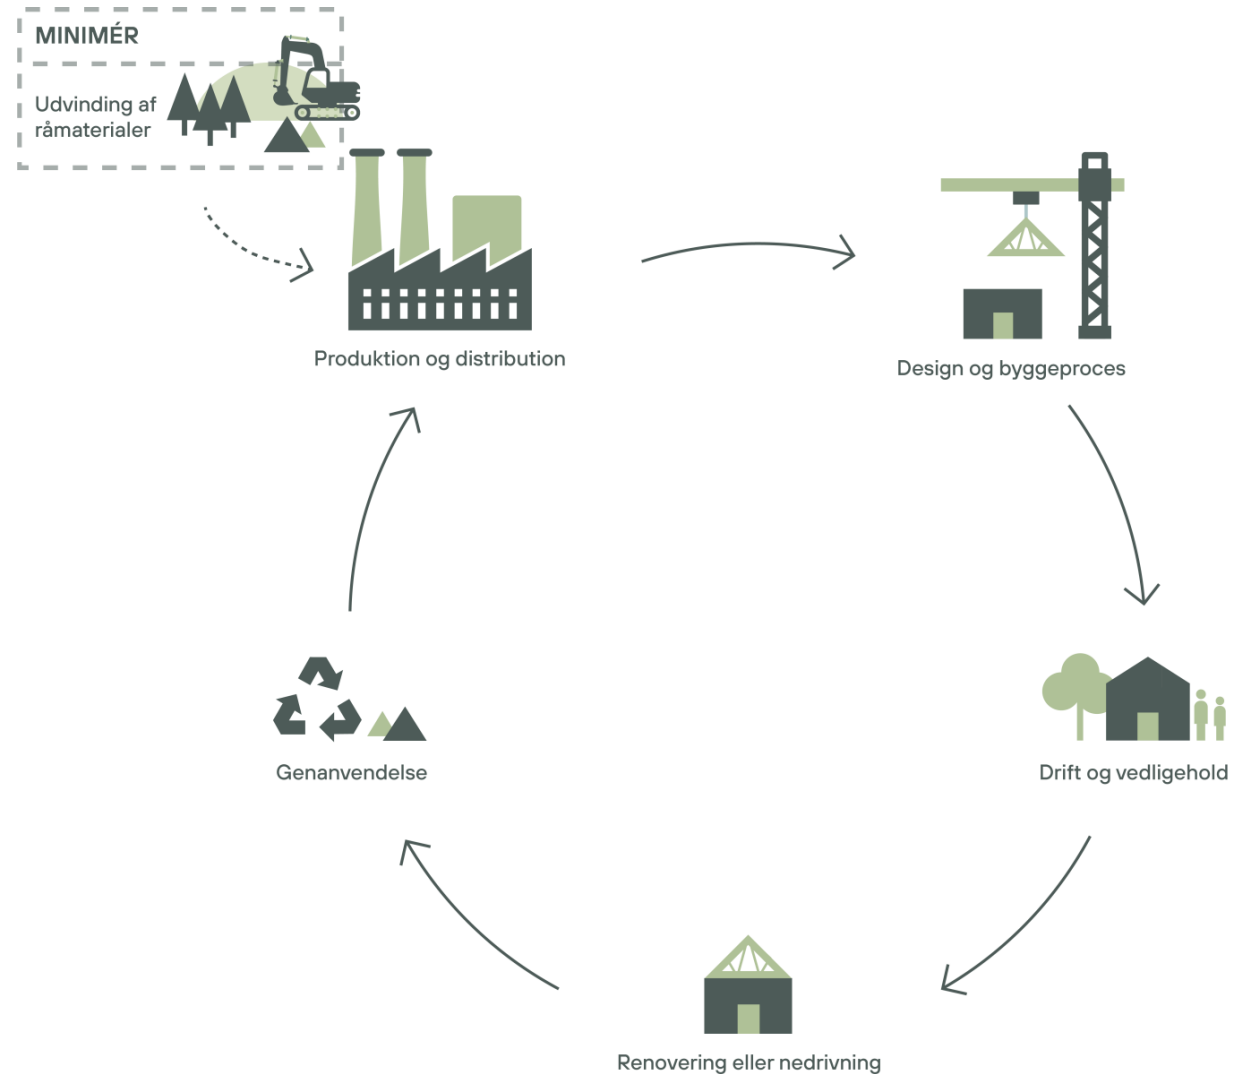 MINIMÉR
Udvinding af
råmaterialer
Produktion og distribution
Design og byggeproces
Drift og vedligehold
Renovering eller nedrivning
Genanvendelse